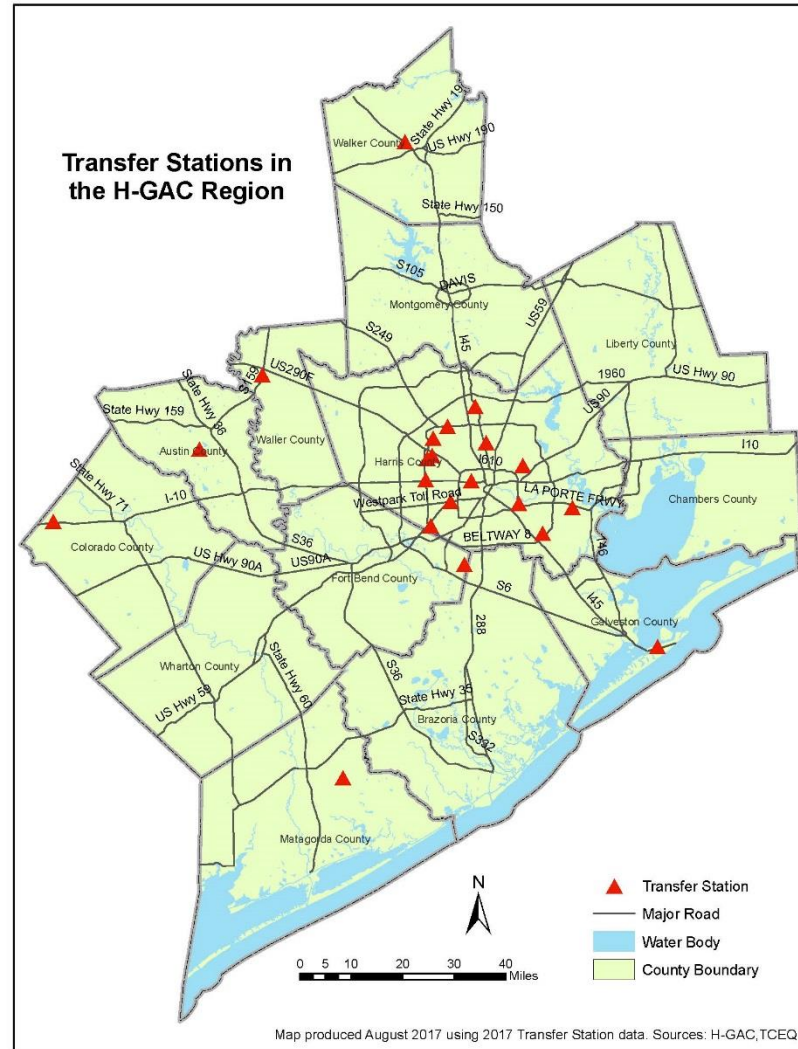 Transfer Stations in
the H-GAC Region
Walker County
State Hwy 19
US Hwy 190
State Hwy 150
S105
DAVIS
Montgomery County
US59
I45
S249
Liberty County
US Hwy 90
1960
US90
US290F
State Hwy 36
State Hwy 159
Austin County
Waller County
Harris County
I610
I10
State Hwy 71
I-10
Westpark Toll Road
LA PORTE FRWY
Chambers County
Colorado County
S36
BELTWAY 8
US Hwy 90A
US90A
Fort Bend County
S6
I45
Galveston County
288
Wharton County
State Hwy 60
S36
US Hwy 59
State Hwy 35
Brazoria County
S332
Matagorda County
N
0 5 10 20 30 40
Miles
Transfer Station
Major Road
Water Body
County Boundary
Map produced August 2017 using 2017 Transfer Station data. Sources: H-GAC,TCEQ